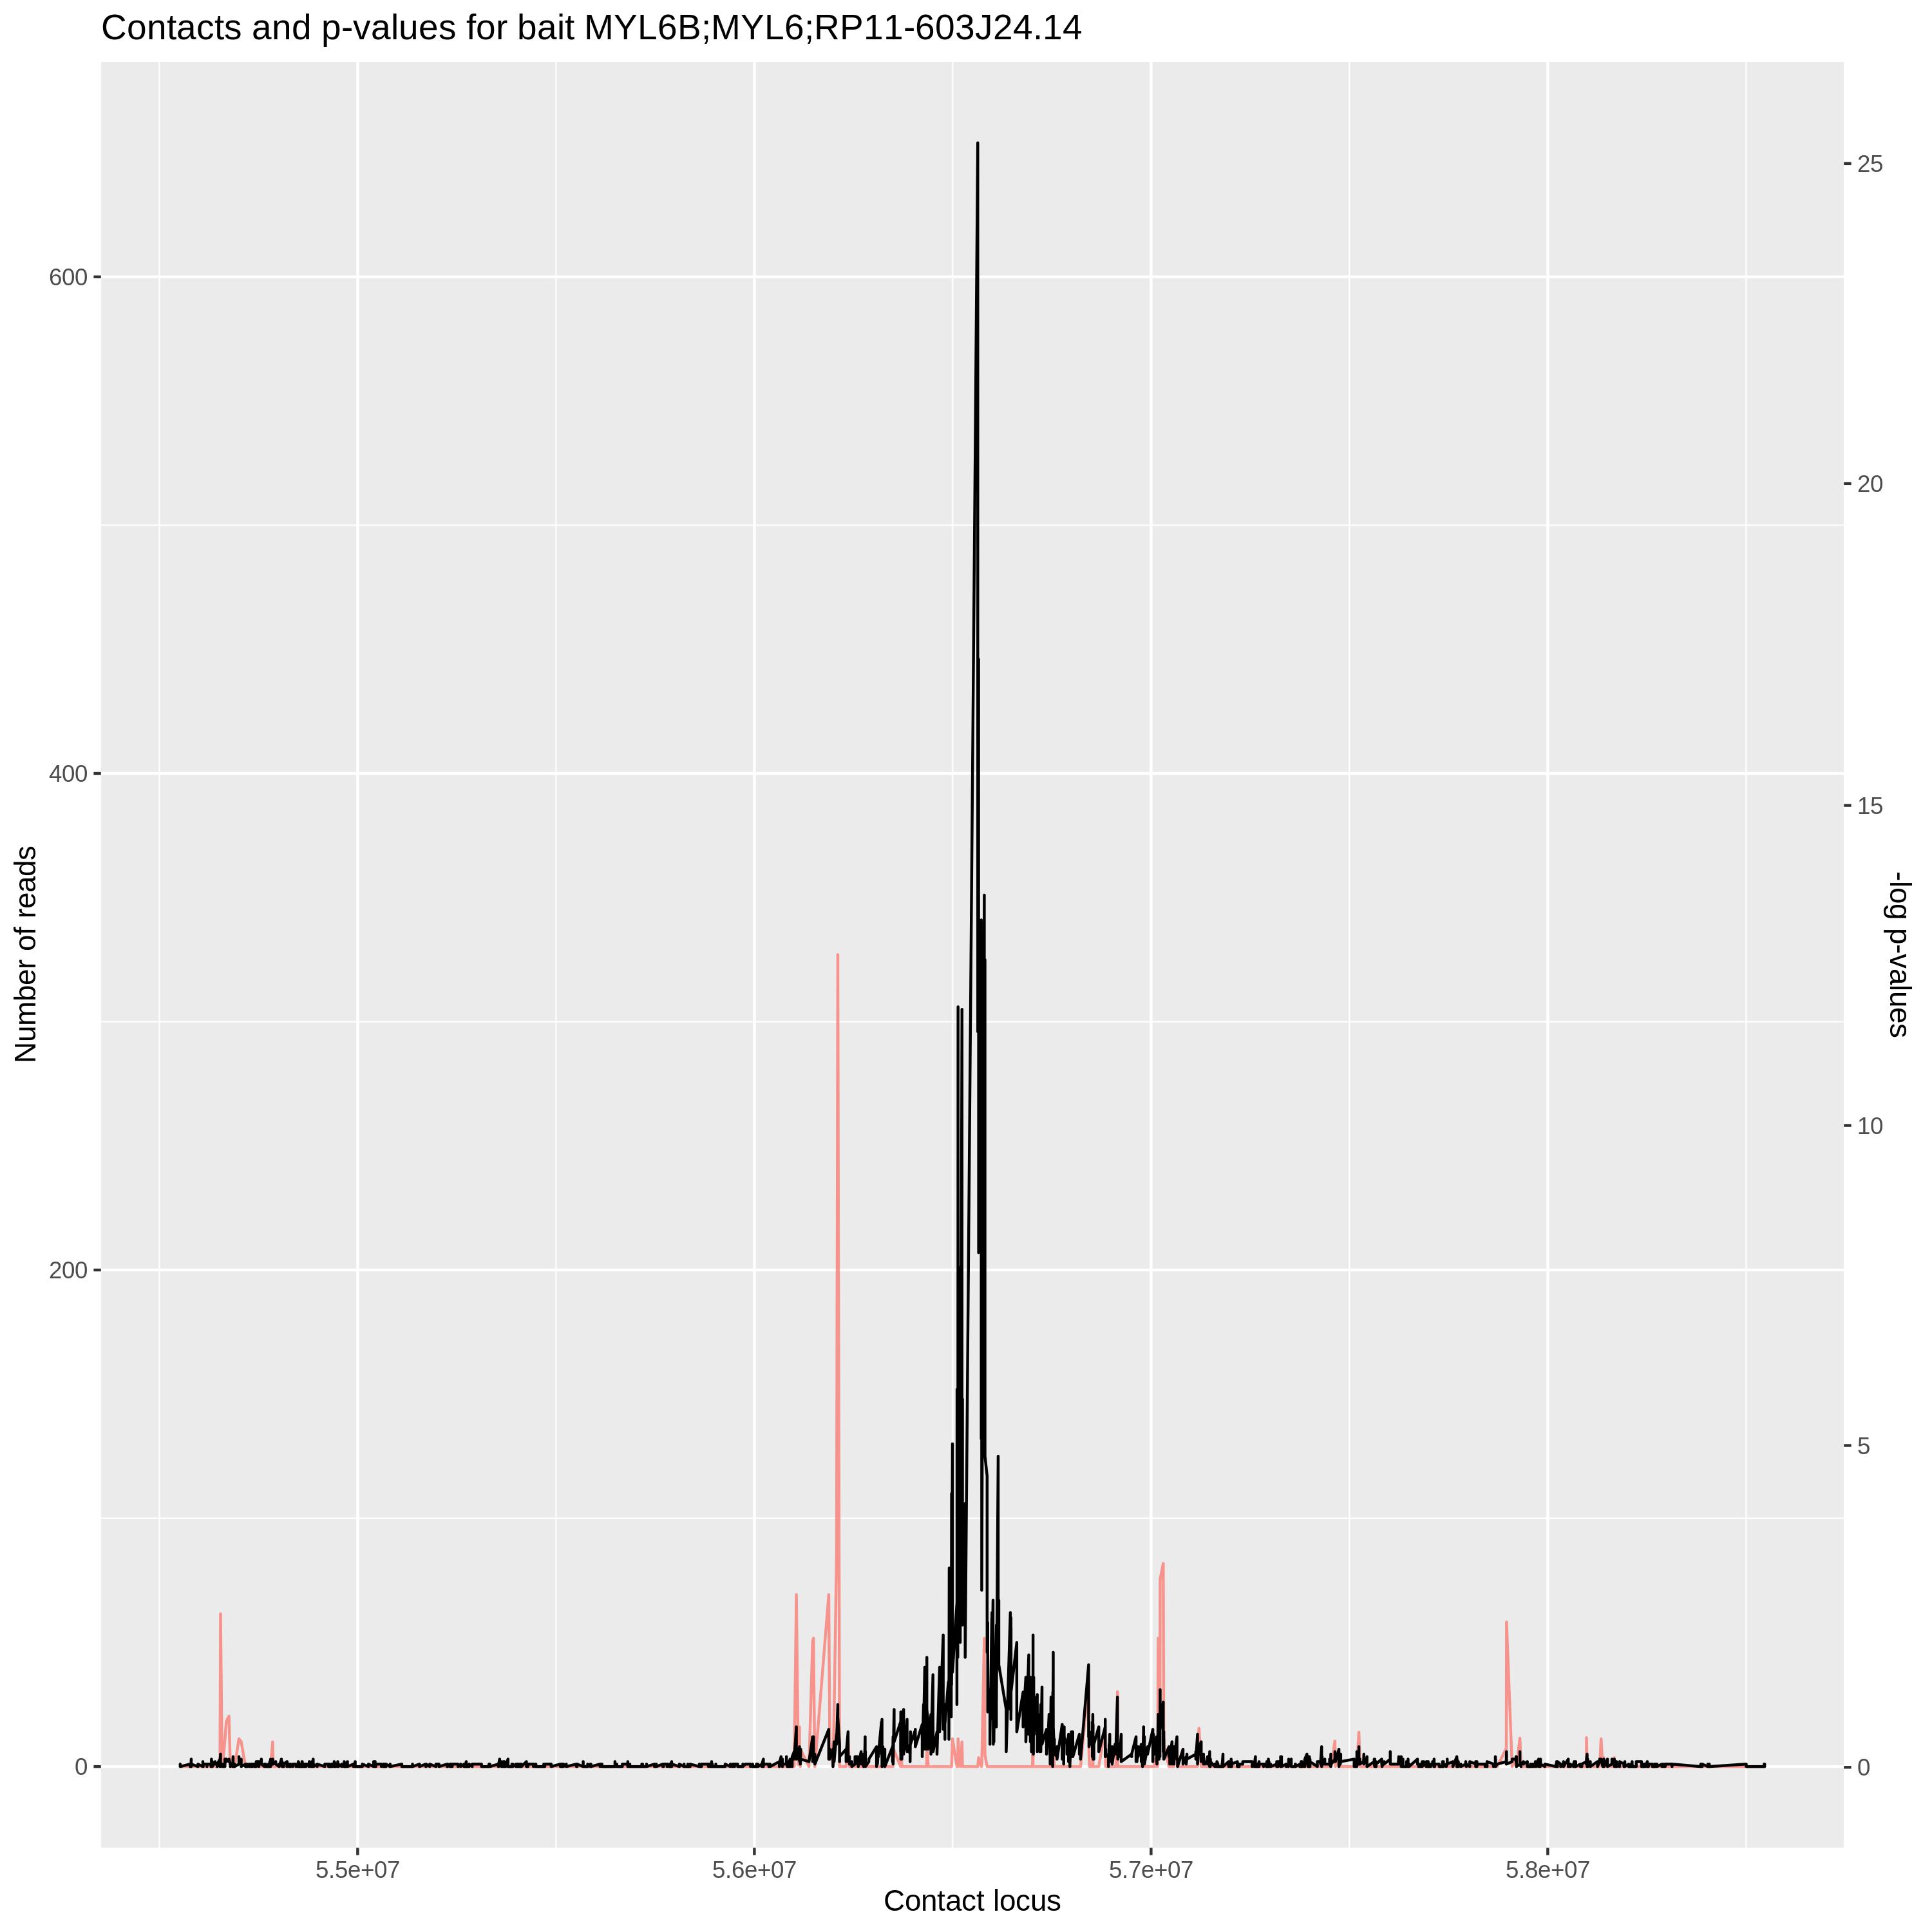 Contacts and p-values for bait MYL6B;MYL6;RP11-603J24.14
600
400
200
0
Number of reads
25
20
15
10
5
0
-log p-values
5.5e+07
5.6e+07
5.7e+07
5.8e+07
Contact locus